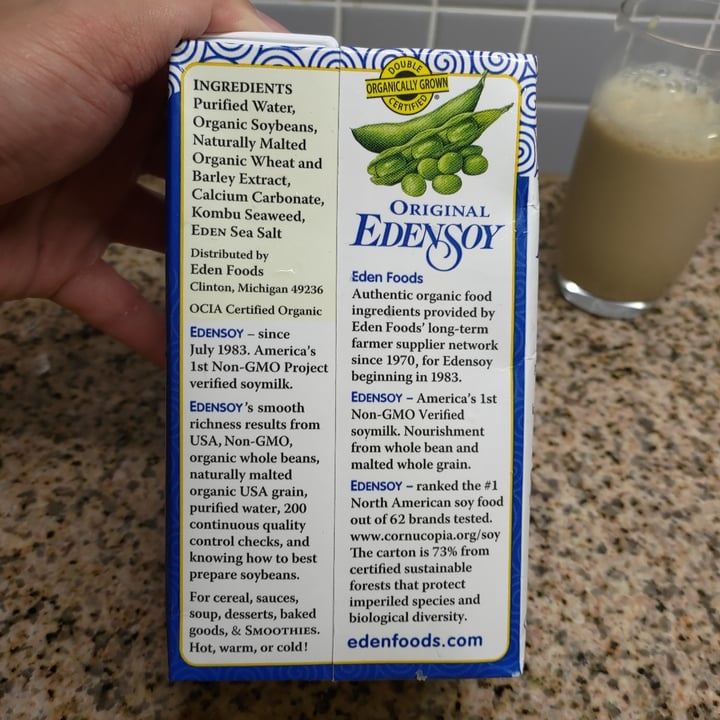 INGREDIENTS
Purified Water,
Organic Soybeans,
Naturally Malted
Organic Wheat and
Barley Extract,
Calcium Carbonate,
Kombu Seaweed,
EDEN Sea Salt
Distributed by
Eden Foods
Clinton, Michigan 49236
OCIA Certified Organic
EDENSOY – since
July 1983. America's
1st Non-GMO Project
verified soymilk.
EDENSOY's smooth
richness results from
USA, Non-GMO,
organic whole beans,
naturally malted
organic USA grain,
purified water, 200
continuous quality
control checks, and
knowing how to best
prepare soybeans.
For cereal, sauces,
soup, desserts, baked
goods, & SMOOTHIES.
Hot, warm, or cold!
DOUBLE
ORGANICALLY GROWN
CERTIFIED®
ORIGINAL
EDENSOY
Eden Foods
Authentic organic food
ingredients provided by
Eden Foods' long-term
farmer supplier network
since 1970, for Edensoy
beginning in 1983.
EDENSOY – America's 1st
Non-GMO Verified
soymilk. Nourishment
from whole bean and
malted whole grain.
EDENSOY – ranked the #1
North American soy food
out of 62 brands tested.
www.cornucopia.org/soy
The carton is 73% from
certified sustainable
forests that protect
imperiled species and
biological diversity.
edenfoods.com